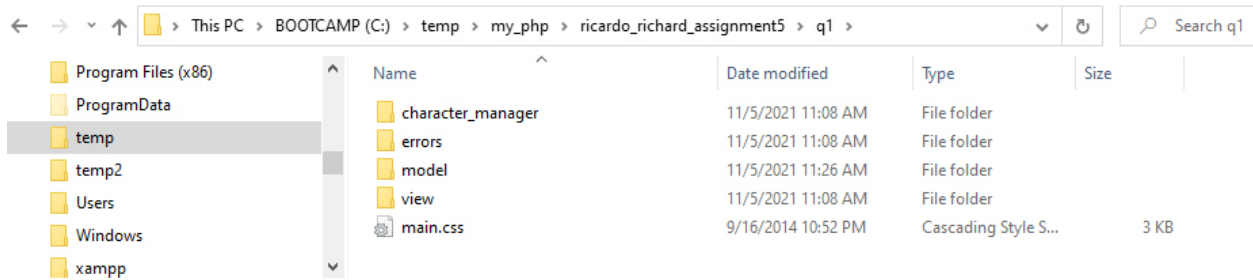 This PC > BOOTCAMP (C:) > temp > my_php > ricardo_richard_assignment5 > q1 >
Search q1
Program Files (x86)
ProgramData
temp
temp2
Users
Windows
xampp
Name Date modified Type Size
character_manager 11/5/2021 11:08 AM File folder
errors 11/5/2021 11:08 AM File folder
model 11/5/2021 11:26 AM File folder
view 11/5/2021 11:08 AM File folder
main.css 9/16/2014 10:52 PM Cascading Style S... 3 KB